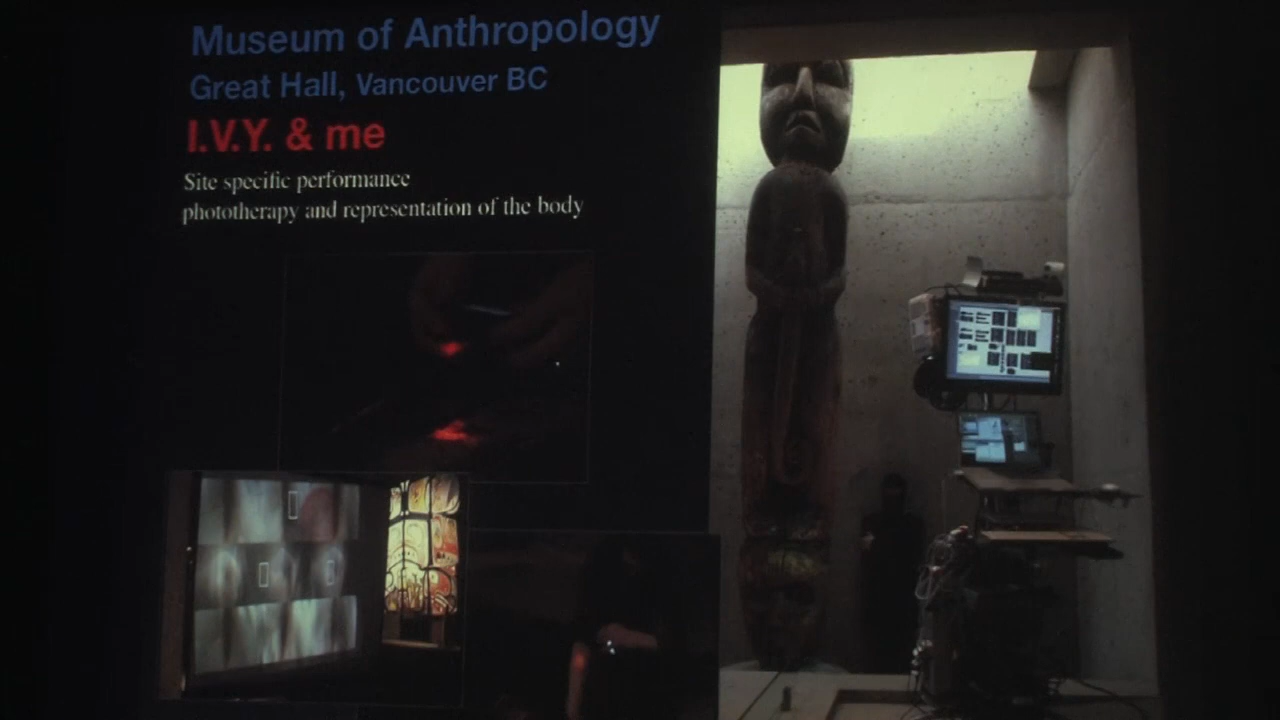 Museum of Anthropology
Great Hall, Vancouver BC
I.V.Y. & me
Site specific performance
phototherapy and representation of the body